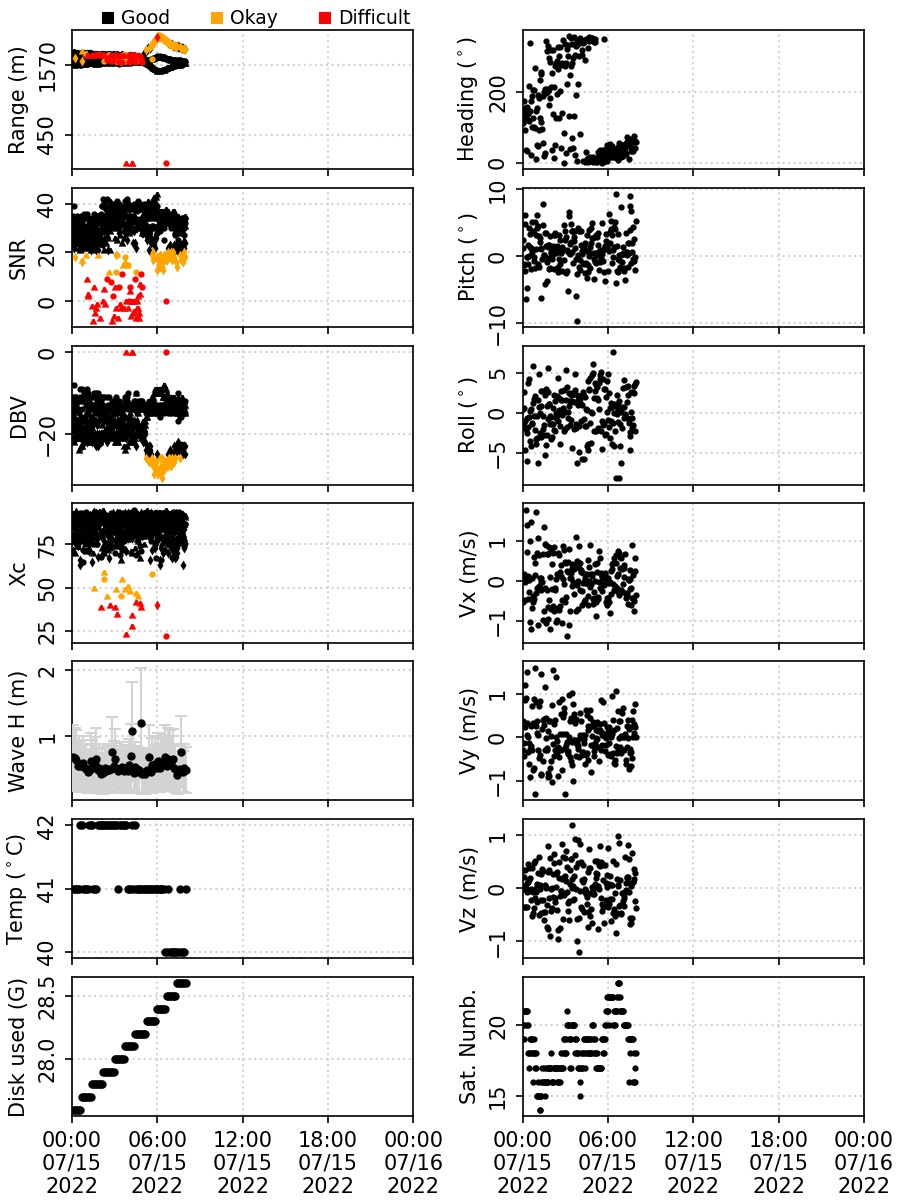 Good Okay Difficult
Range (m)
1570
450
Heading (°)
200
0
SNR
40
20
0
Pitch (°)
10
0
−10
DBV
0
−20
Roll (°)
5
0
−5
Xc
75
50
25
Vx (m/s)
1
0
−1
Wave H (m)
2
1
Vy (m/s)
1
0
−1
Temp (°C)
42
41
40
Vz (m/s)
1
0
−1
Disk used (G)
28.5
28.0
Sat. Numb.
20
15
00:00 06:00 12:00 18:00 00:00 00:00 06:00 12:00 18:00 00:00
07/15 07/15 07/15 07/15 07/16 07/15 07/15 07/15 07/15 07/16
2022 2022 2022 2022 2022 2022 2022 2022 2022 2022